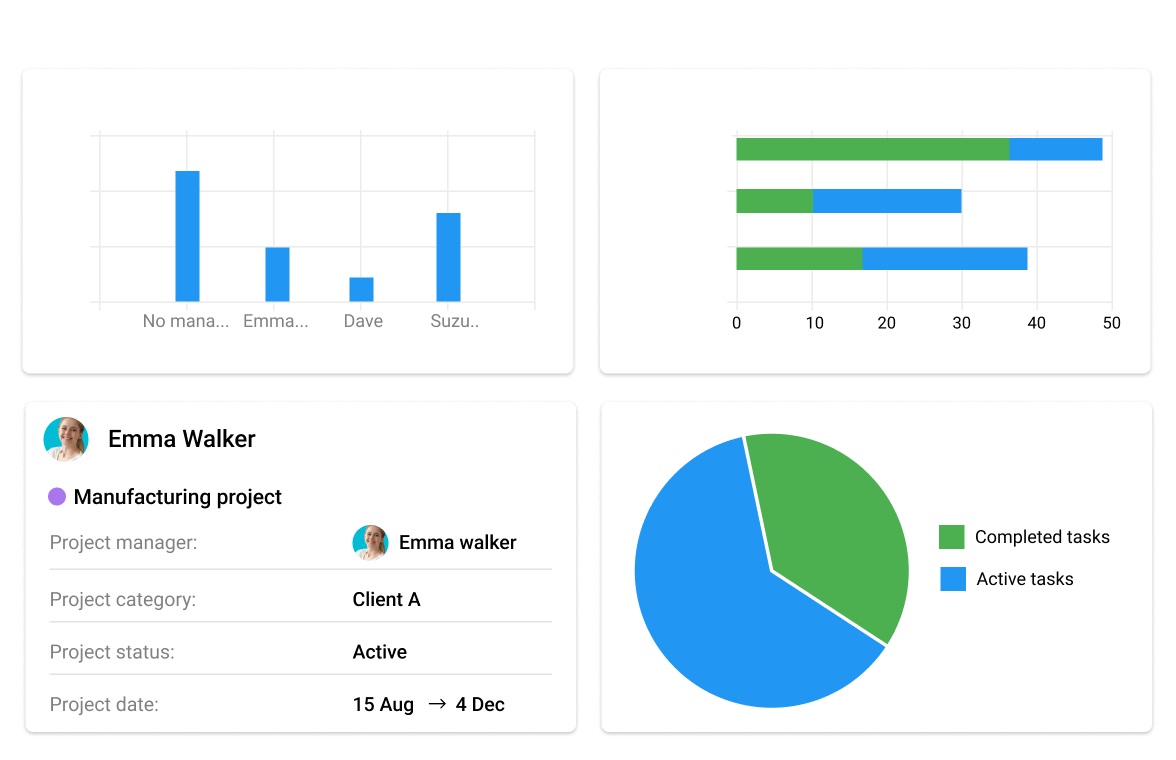 No mana... Emma... Dave Suzu..
0 10 20 30 40 50
Emma Walker
Manufacturing project
Project manager: Emma walker
Project category: Client A
Project status: Active
Project date: 15 Aug → 4 Dec
Completed tasks
Active tasks